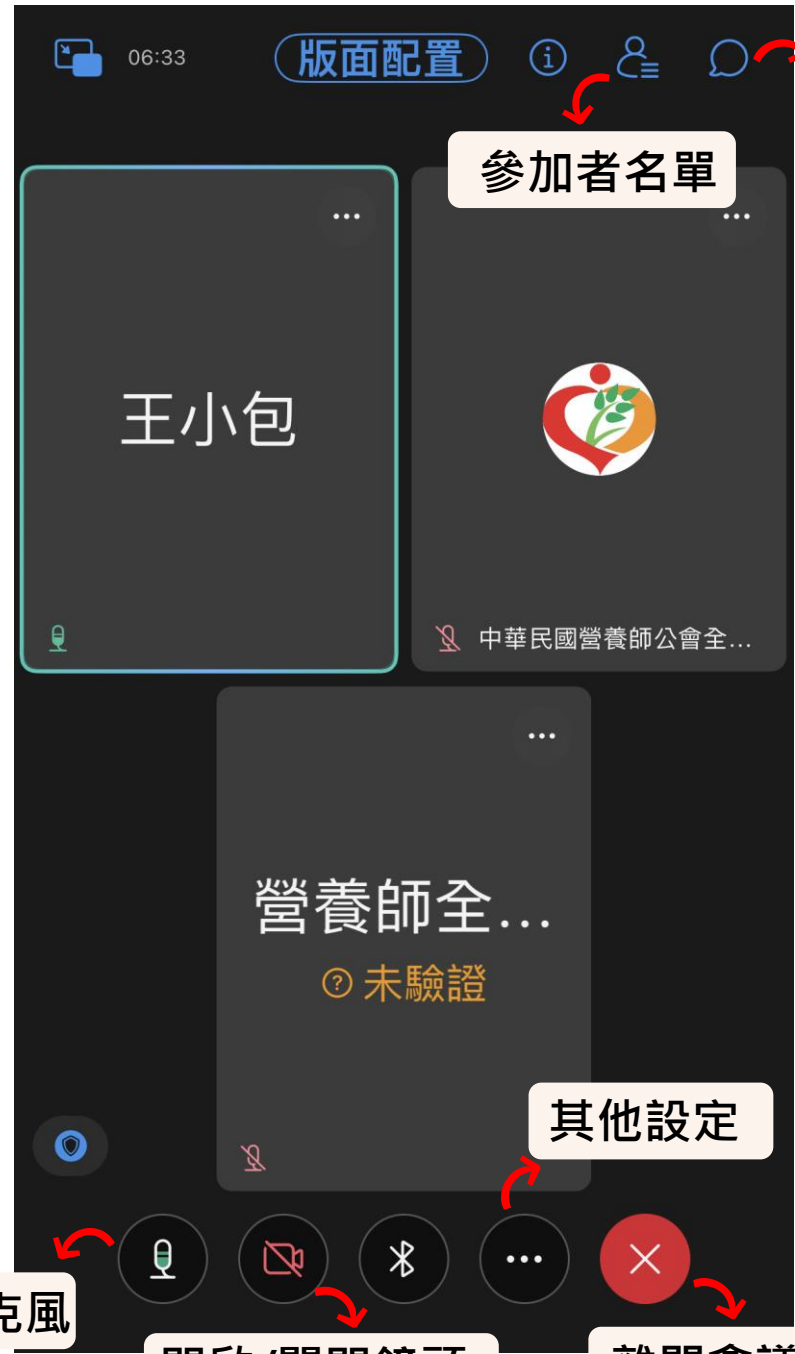 06:33
版面配置
參加者名單
王小包
中華民國營養師公會全...
營養師全...
未驗證
其他設定
克風